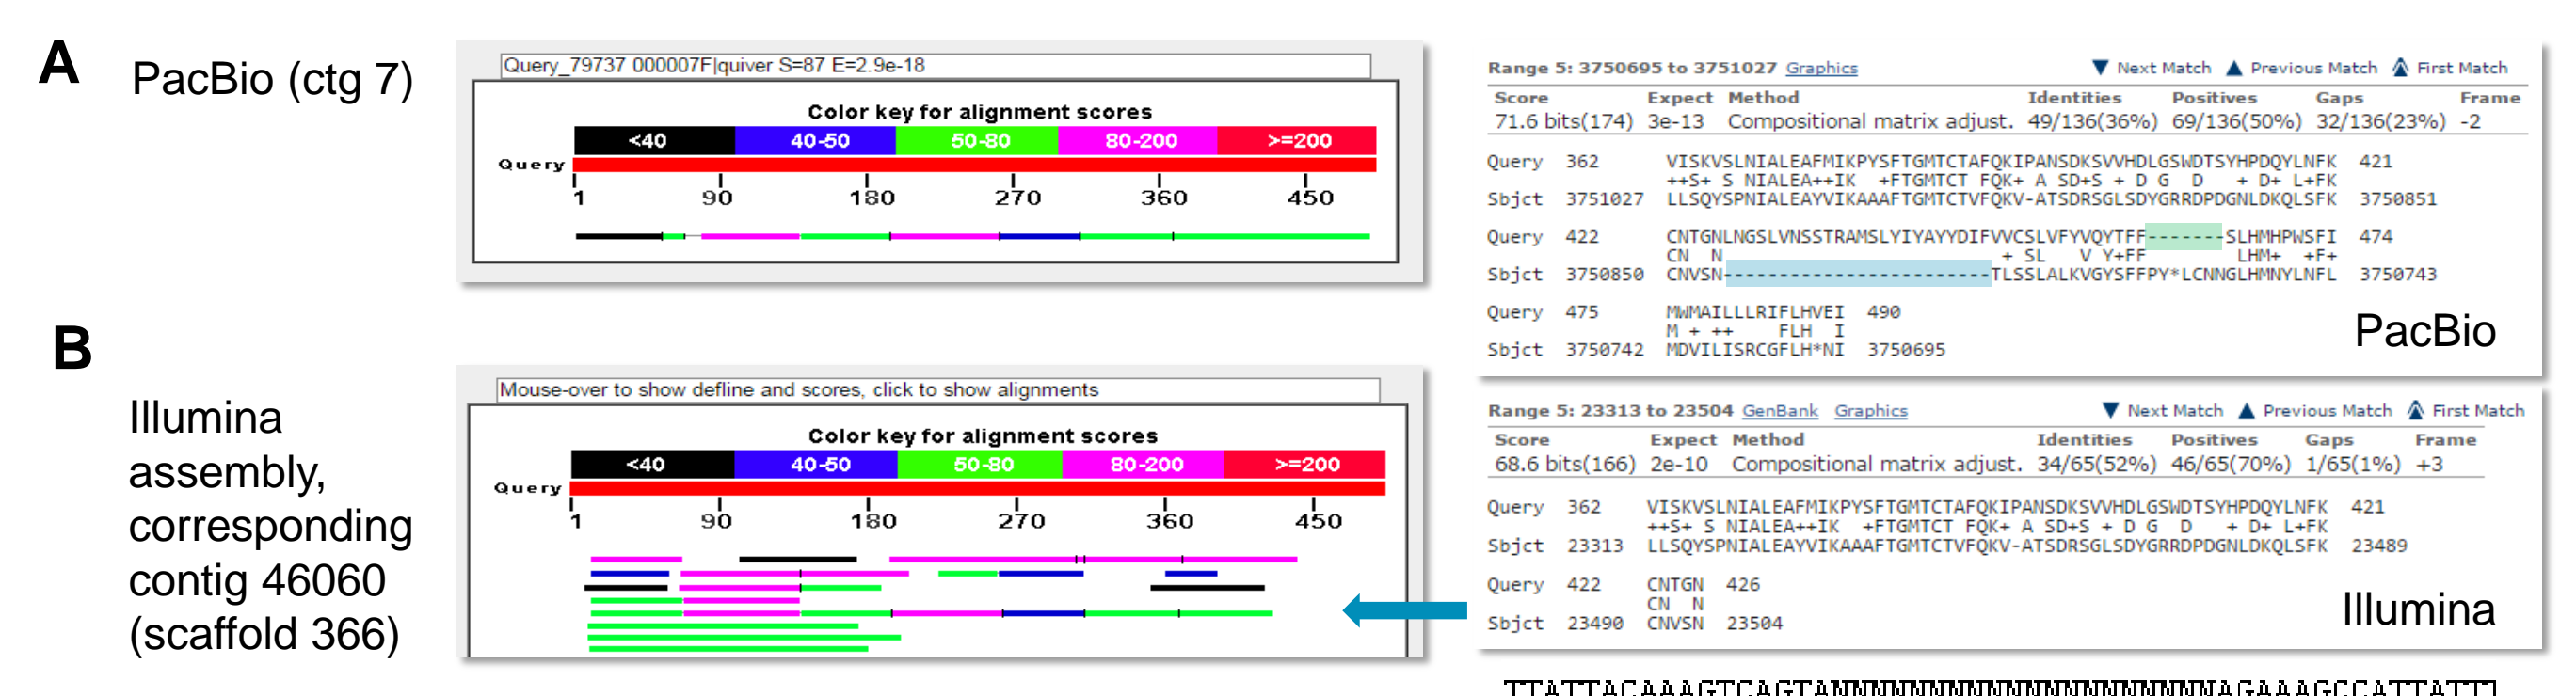 A
PacBio (ctg 7)
Query_79737 000007F|quiver S=87 E=2.9e-18
Color key for alignment scores
<40 40-50 50-80 80-200 >=200
Query
1 90 180 270 360 450
Range 5: 3750695 to 3751027 Graphics Next Match Previous Match First Match
Score Expect Method Identities Positives Gaps Frame
71.6 bits(174) 3e-13 Compositional matrix adjust. 49/136(36%) 69/136(50%) 32/136(23%) -2
Query 362 VISKVSLNIALEAFMIKPYSFTGMTCTAFQKIPANSDKSVVHDLGSWDTSYHPDQYLNFK 421
++S+ S NIALEA++IK +FTGMTCT FQK+ A SD+S + D G D + D+ L+FK
Sbjct 3751027 LLSQYSPNIALEAYVIKAAAFTGMTCTVFQKV-ATSDRSGLSDYGRRDPDGNLDKQLSFK 3750851
Query 422 CNTGNLNGSLVNSSTRAMSLYIYAYYDIFVVCSLVFYVQYTFF-------SLHMHPWSFI 474
CN N + SL V Y+FF LHM+ +F+
Sbjct 3750850 CNVSN------------------------TLSSLALKVGYSFFPY*LCNNGLHMNYLNFL 3750743
Query 475 MWMAILLLRIFLHVEI 490
M + ++ FLH I
Sbjct 3750742 MDVILISRCGFLH*NI 3750695
PacBio
B
Illumina
assembly,
corresponding
contig 46060
(scaffold 366)
Mouse-over to show defline and scores, click to show alignments
Color key for alignment scores
<40 40-50 50-80 80-200 >=200
Query
1 90 180 270 360 450
Range 5: 23313 to 23504 GenBank Graphics Next Match Previous Match First Match
Score Expect Method Identities Positives Gaps Frame
68.6 bits(166) 2e-10 Compositional matrix adjust. 34/65(52%) 46/65(70%) 1/65(1%) +3
Query 362 VISKVSLNIALEAFMIKPYSFTGMTCTAFQKIPANSDKSVVHDLGSWDTSYHPDQYLNFK 421
++S+ S NIALEA++IK +FTGMTCT FQK+ A SD+S + D G D + D+ L+FK
Sbjct 23313 LLSQYSPNIALEAYVIKAAAFTGMTCTVFQKV-ATSDRSGLSDYGRRDPDGNLDKQLSFK 23489
Query 422 CNTGN 426
CN N
Sbjct 23490 CNVSN 23504
Illumina